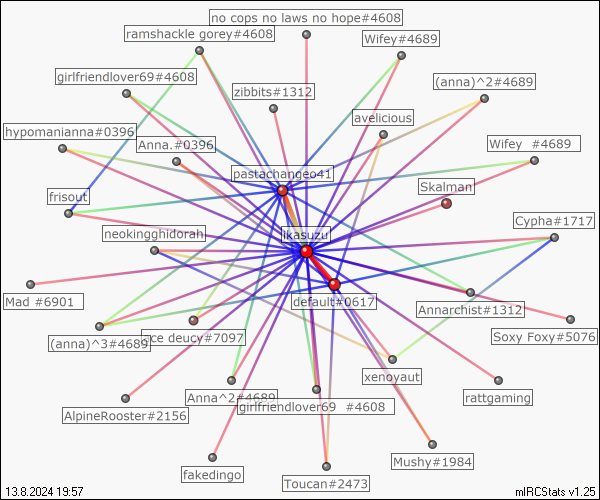 no cops no laws no hope#4608
ramshackle gorey#4608
Wifey#4689
girlfriendlover69#4608
zibbits#1312
(anna)^2#4689
avelicious
hypomanianna#0396
Anna.#0396
Wifey #4689
pastachangeo41
Skalman
frisout
Cypha#1717
neokingghidorah
ikasuzu
Mad #6901
default#0617
Annarchist#1312
(anna)^3#4689
ice deucy#7097
Soxy Foxy#5076
xenoyaut
Anna^2#4689
rattgaming
girlfriendlover69 #4608
AlpineRooster#2156
fakedingo
Mushy#1984
Toucan#2473
13.8.2024 19:57
mIRCStats v1.25